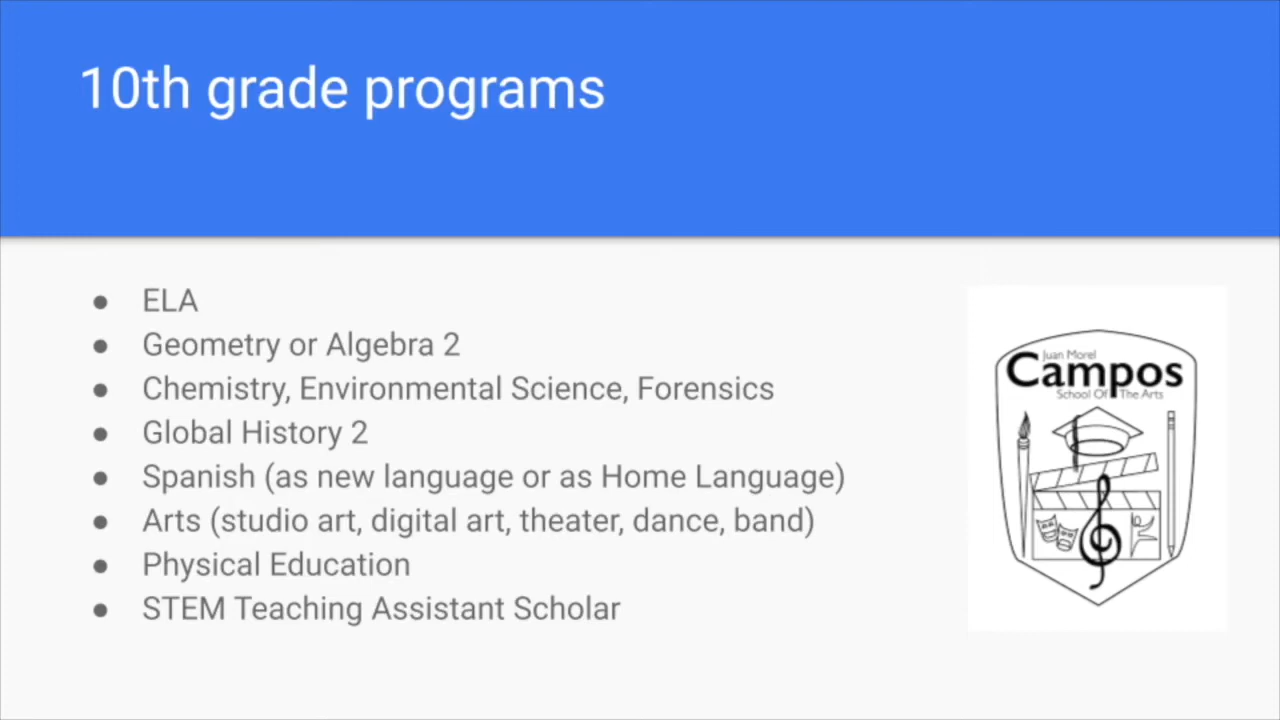 10th grade programs
● ELA
● Geometry or Algebra 2
● Chemistry, Environmental Science, Forensics
● Global History 2
● Spanish (as new language or as Home Language)
● Arts (studio art, digital art, theater, dance, band)
● Physical Education
● STEM Teaching Assistant Scholar
Juan Morel
Campos
School Of The Arts